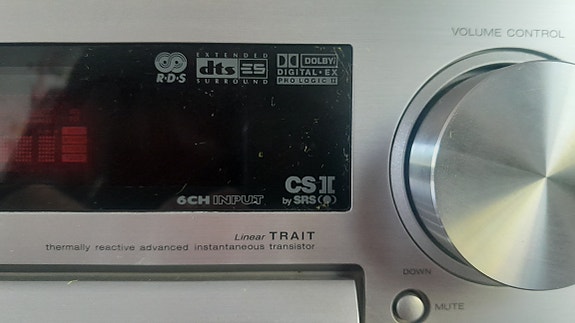 VOLUME CONTROL
R·D·S
EXTENDED
dts ES
SURROUND
DOLBY
DIGITAL·EX
PRO LOGIC II
6CH INPUT
CS II
by SRS
Linear TRAIT
thermally reactive advanced instantaneous transistor
DOWN
MUTE